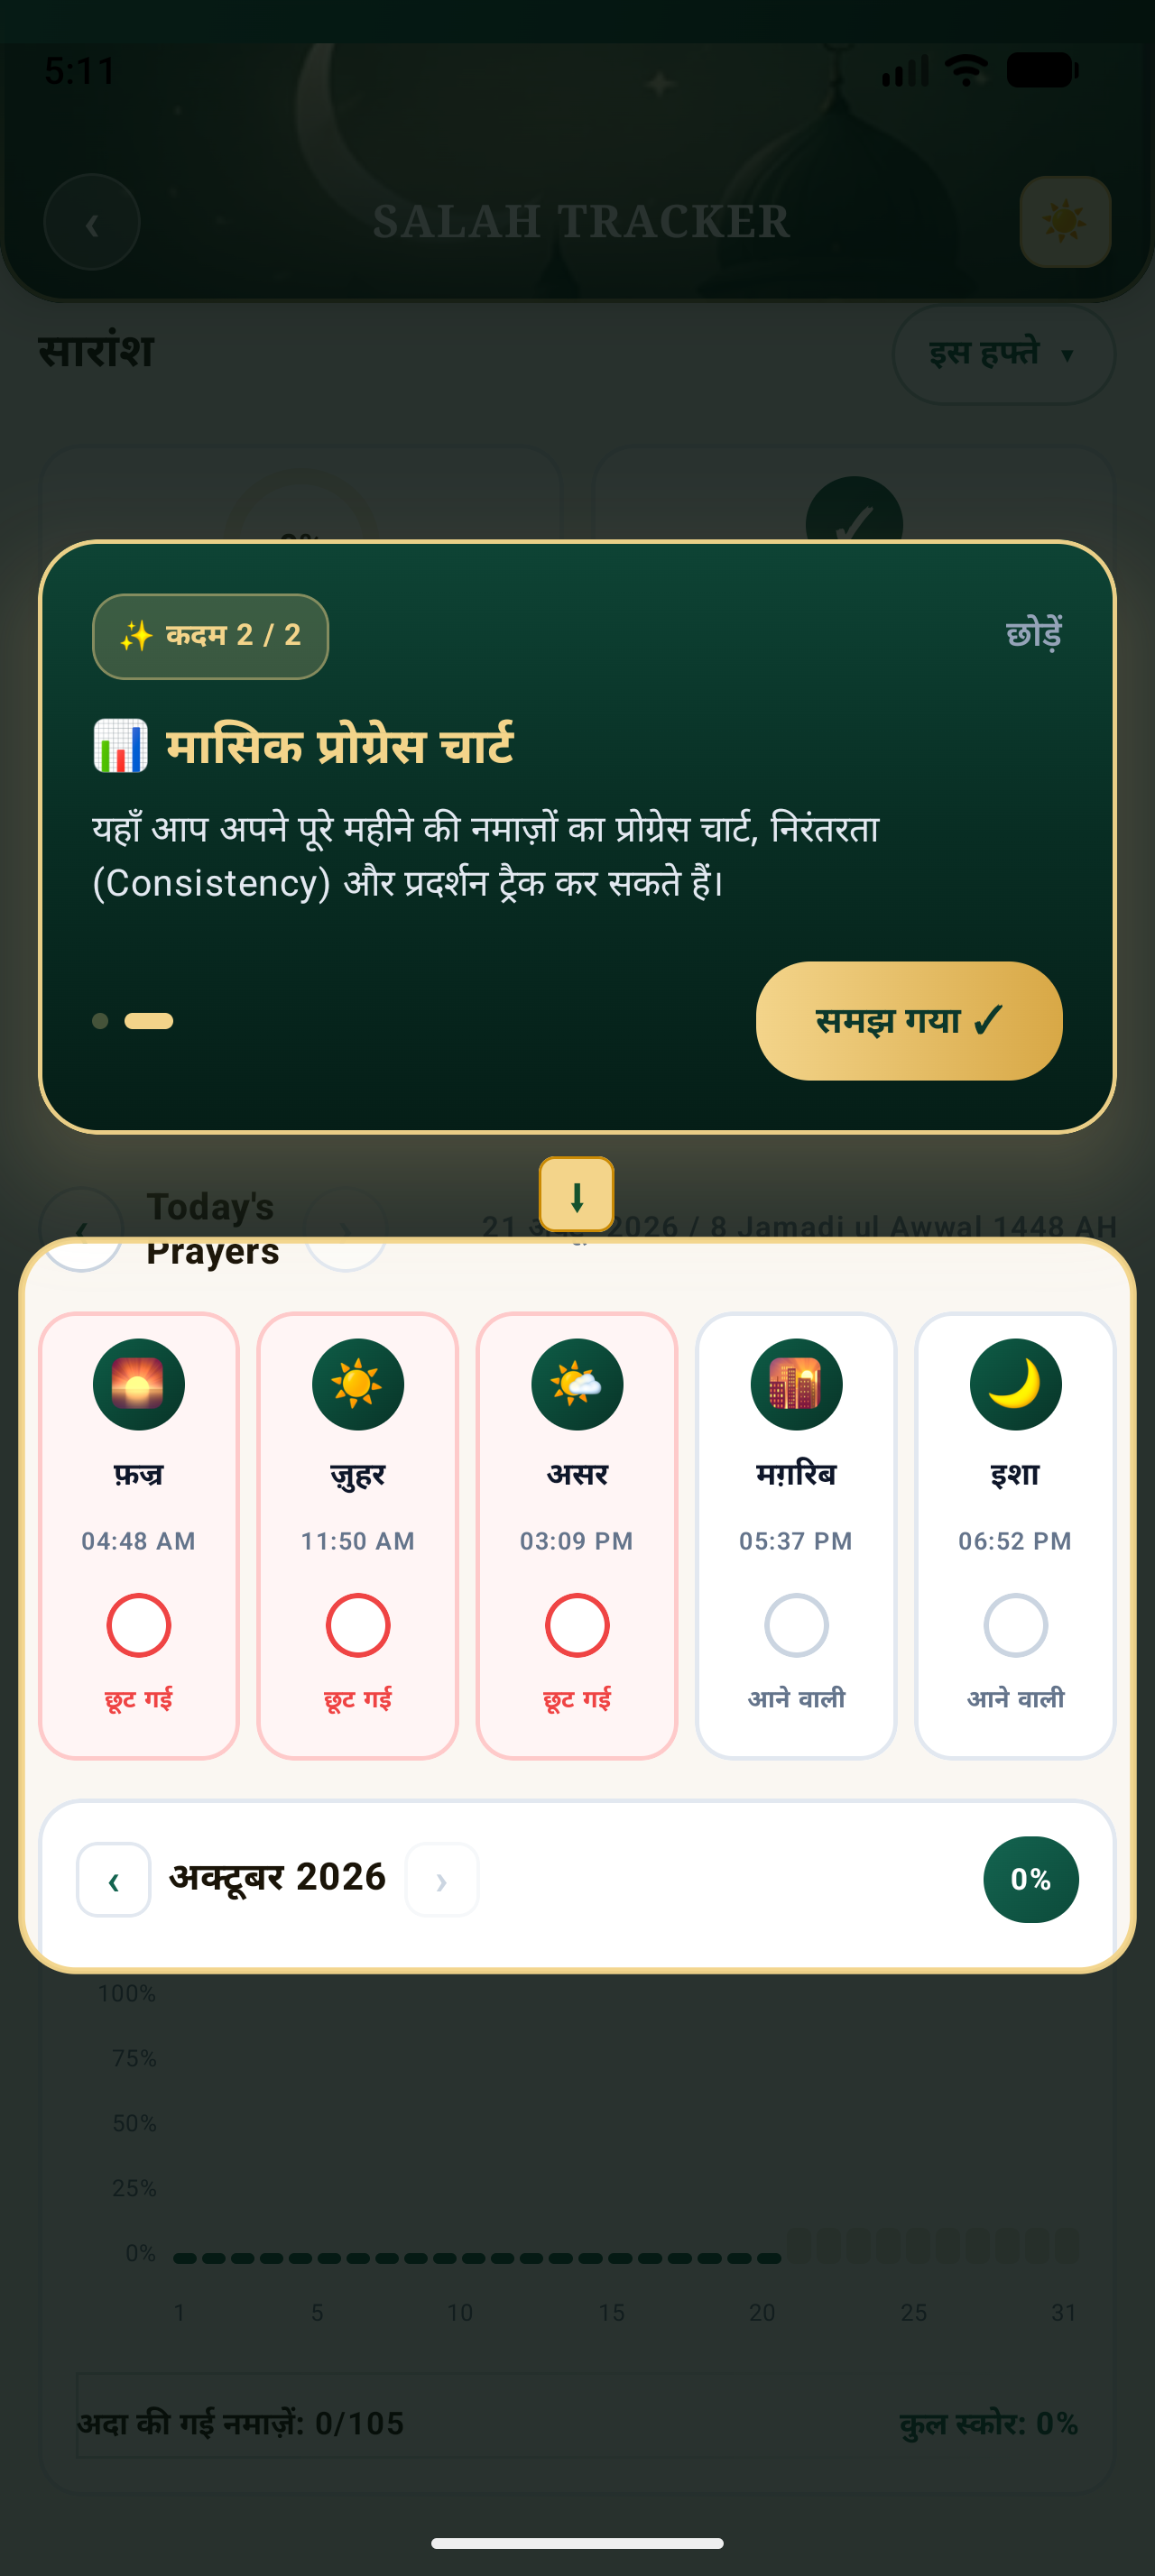 5:11
SALAH TRACKER
सारांश
इस हफ्ते ▾
✨ कदम 2 / 2
छोड़ें
📊 मासिक प्रोग्रेस चार्ट
यहाँ आप अपने पूरे महीने की नमाज़ों का प्रोग्रेस चार्ट, निरंतरता
(Consistency) और प्रदर्शन ट्रैक कर सकते हैं।
समझ गया ✓
Today's
Prayers
21 2026 / 8 Jamadi ul Awwal 1448 AH
फ़ज्र ज़ुहर असर मग़रिब इशा
04:48 AM 11:50 AM 03:09 PM 05:37 PM 06:52 PM
छूट गई छूट गई छूट गई आने वाली आने वाली
‹ अक्टूबर 2026 › 0%
100%
75%
50%
25%
0%
1 5 10 15 20 25 31
अदा की गई नमाज़ें: 0/105
कुल स्कोर: 0%